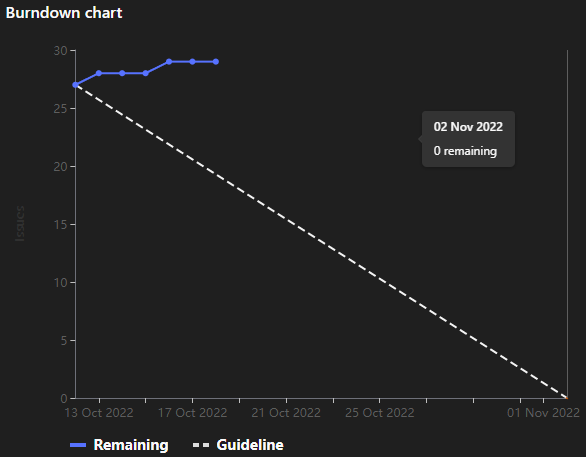 Burndown chart
30
25
20
15
10
5
0
Issues
02 Nov 2022
0 remaining
13 Oct 2022 17 Oct 2022 21 Oct 2022 25 Oct 2022 01 Nov 2022
Remaining Guideline